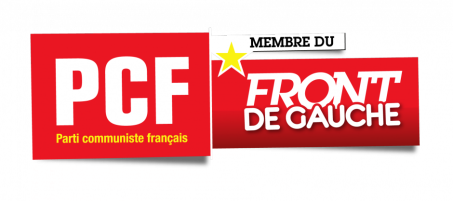 PCF
Parti communiste français
MEMBRE DU
FRONT
DE GAUCHE